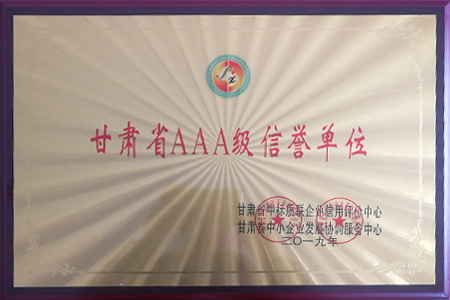 甘肃省AAA级信誉单位
甘肃省中标质联企业信用评价中心
甘肃省中小企业发展协调服务中心
二〇一九年